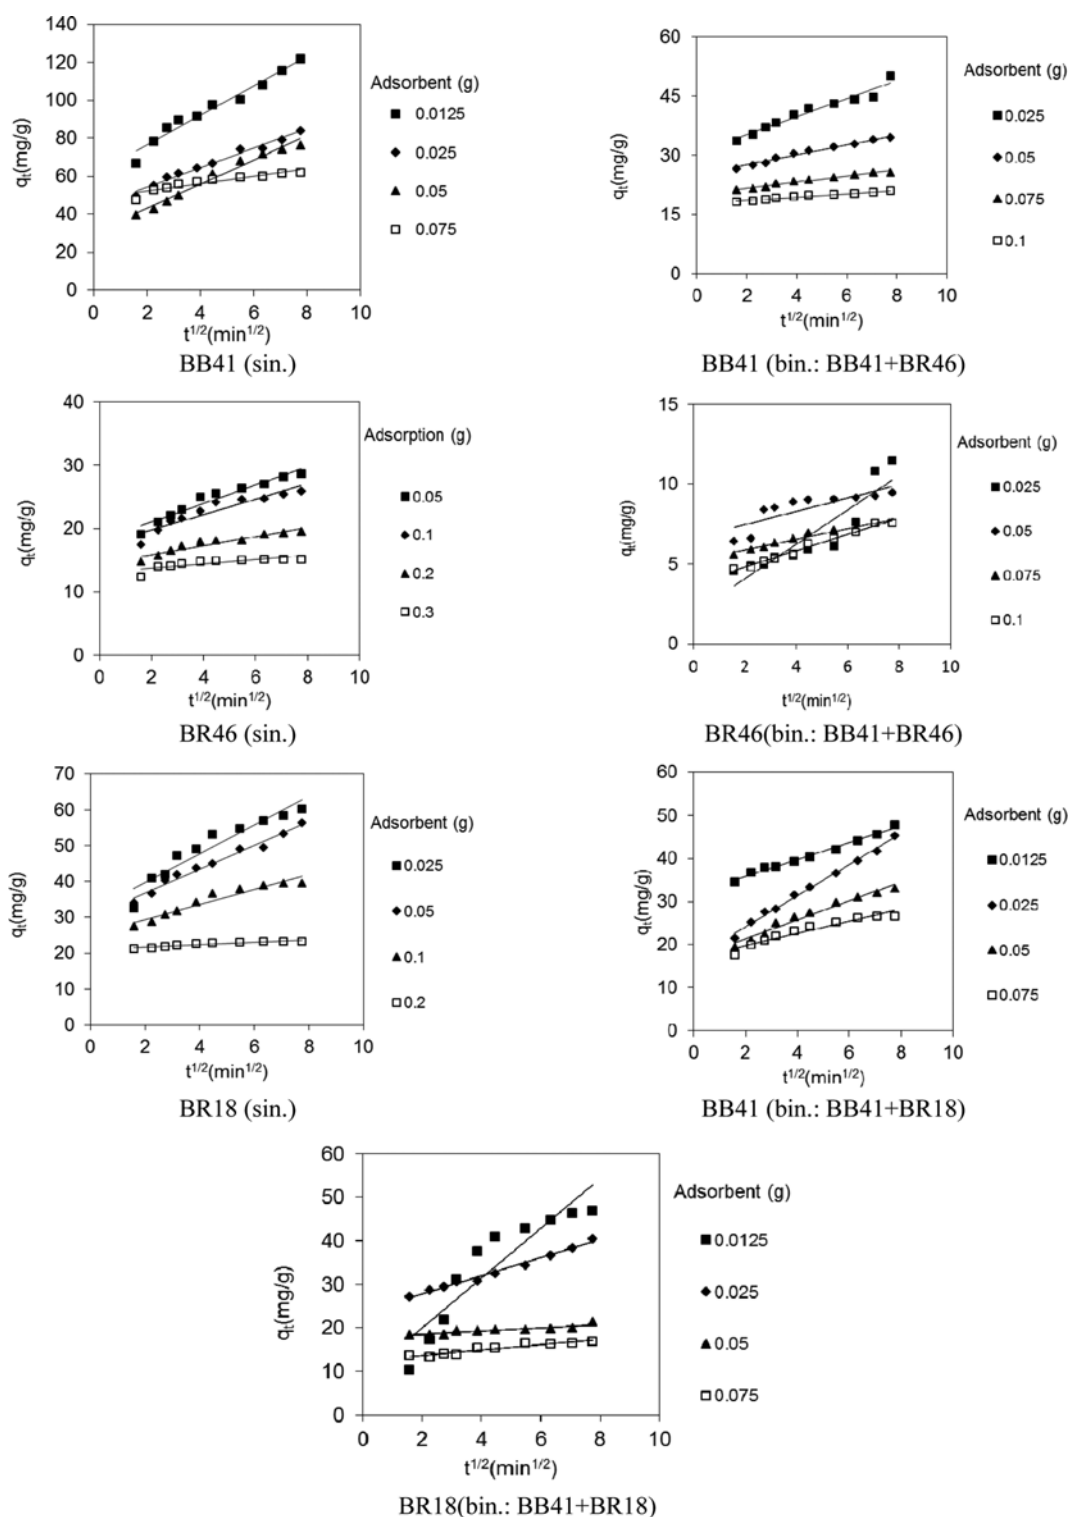 140
120
100
80
60
40
20
0
qt(mg/g)
0 2 4 6 8 10
t1/2(min1/2)
Adsorbent (g)
0.0125
0.025
0.05
0.075
BB41 (sin.)
60
45
30
15
0
qt(mg/g)
0 2 4 6 8 10
t1/2(min1/2)
Adsorbent (g)
0.025
0.05
0.075
0.1
BB41 (bin.: BB41+BR46)
40
30
20
10
0
qt(mg/g)
0 2 4 6 8 10
t1/2(min1/2)
Adsorption (g)
0.05
0.1
0.2
0.3
BR46 (sin.)
15
10
5
0
qt(mg/g)
0 2 4 6 8 10
t1/2(min1/2)
Adsorbent (g)
0.025
0.05
0.075
0.1
BR46(bin.: BB41+BR46)
70
60
50
40
30
20
10
0
qt(mg/g)
0 2 4 6 8 10
t1/2(min1/2)
Adsorbent (g)
0.025
0.05
0.1
0.2
BR18 (sin.)
60
50
40
30
20
10
0
qt(mg/g)
0 2 4 6 8 10
t1/2(min1/2)
Adsorbent (g)
0.0125
0.025
0.05
0.075
BB41 (bin.: BB41+BR18)
60
50
40
30
20
10
0
qt(mg/g)
0 2 4 6 8 10
t1/2(min1/2)
Adsorbent (g)
0.0125
0.025
0.05
0.075
BR18(bin.: BB41+BR18)